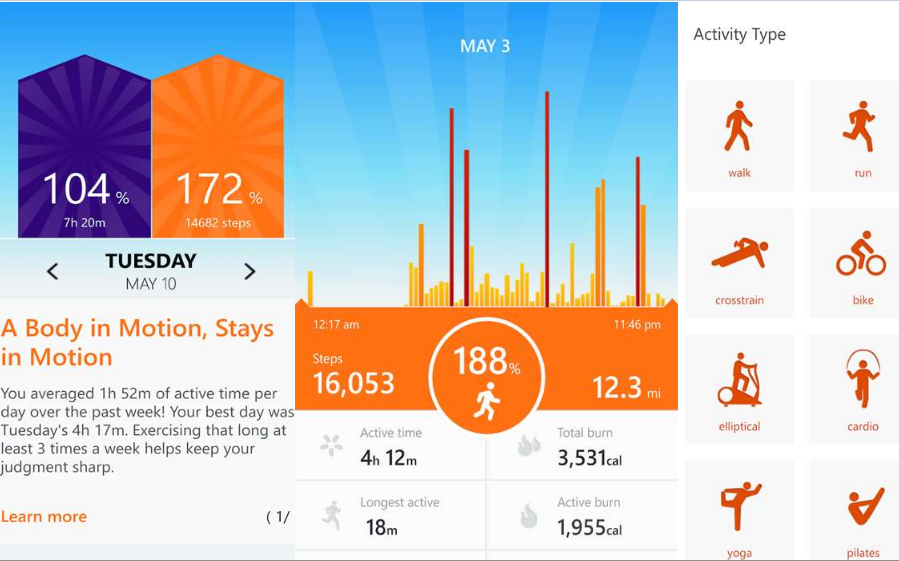 104 %
7h 20m
172 %
14682 steps
TUESDAY
MAY 10
A Body in Motion, Stays
in Motion
You averaged 1h 52m of active time per
day over the past week! Your best day was
Tuesday's 4h 17m. Exercising that long at
least 3 times a week helps keep your
judgment sharp.
Learn more
( 1/
MAY 3
12:17 am
11:46 pm
Steps
16,053
188%
12.3 mi
Active time
4h 12m
Total burn
3,531cal
Longest active
18m
Active burn
1,955cal
Activity Type
walk
run
crosstrain
bike
elliptical
cardio
yoga
pilates